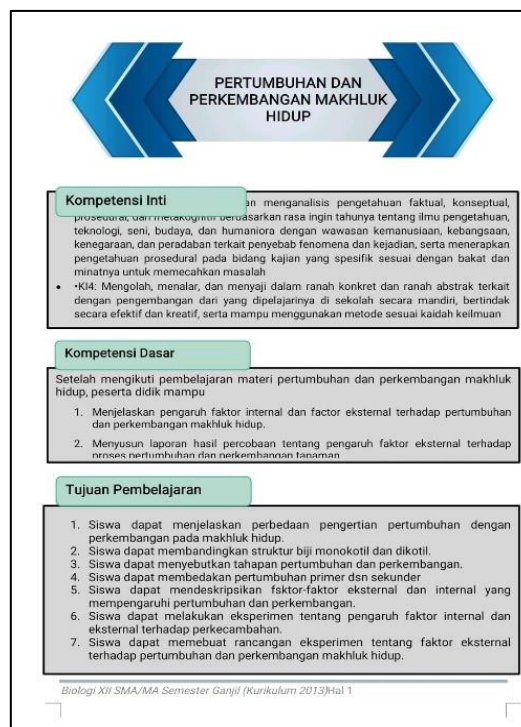 PERTUMBUHAN DAN
PERKEMBANGAN MAKHLUK
HIDUP
Kompetensi Inti
menganalisis pengetahuan faktual, konseptual,
prosedural, dan metakognitif berdasarkan rasa ingin tahunya tentang ilmu pengetahuan,
teknologi, seni, budaya, dan humaniora dengan wawasan kemanusiaan, kebangsaan,
kenegaraan, dan peradaban terkait penyebab fenomena dan kejadian, serta menerapkan
pengetahuan prosedural pada bidang kajian yang spesifik sesuai dengan bakat dan
minatnya untuk memecahkan masalah
• •KI4: Mengolah, menalar, dan menyaji dalam ranah konkret dan ranah abstrak terkait
dengan pengembangan dari yang dipelajarinya di sekolah secara mandiri, bertindak
secara efektif dan kreatif, serta mampu menggunakan metode sesuai kaidah keilmuan
Kompetensi Dasar
Setelah mengikuti pembelajaran materi pertumbuhan dan perkembangan makhluk
hidup, peserta didik mampu
1. Menjelaskan pengaruh faktor internal dan factor eksternal terhadap pertumbuhan
dan perkembangan makhluk hidup.
2. Menyusun laporan hasil percobaan tentang pengaruh faktor eksternal terhadap
proses pertumbuhan dan perkembangan tanaman
Tujuan Pembelajaran
1. Siswa dapat menjelaskan perbedaan pengertian pertumbuhan dengan
perkembangan pada makhluk hidup.
2. Siswa dapat membandingkan struktur biji monokotil dan dikotil.
3. Siswa dapat menyebutkan tahapan pertumbuhan dan perkembangan.
4. Siswa dapat membedakan pertumbuhan primer dsn sekunder
5. Siswa dapat mendeskripsikan fsktor-faktor eksternal dan internal yang
mempengaruhi pertumbuhan dan perkembangan.
6. Siswa dapat melakukan eksperimen tentang pengaruh faktor internal dan
eksternal terhadap perkecambahan.
7. Siswa dapat memebuat rancangan eksperimen tentang faktor eksternal
terhadap pertumbuhan dan perkembangan makhluk hidup.
Biologi XII SMA/MA Semester Ganjil (Kurikulum 2013)Hal 1